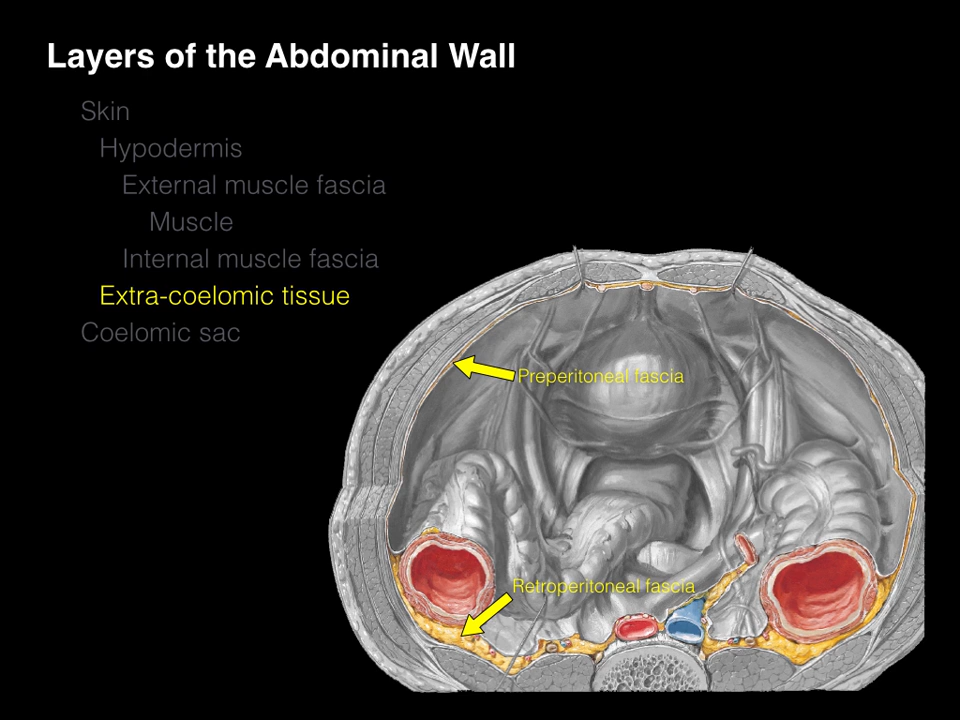 Layers of the Abdominal Wall
Skin
Hypodermis
External muscle fascia
Muscle
Internal muscle fascia
Extra-coelomic tissue
Coelomic sac
Preperitoneal fascia
Retroperitoneal fascia